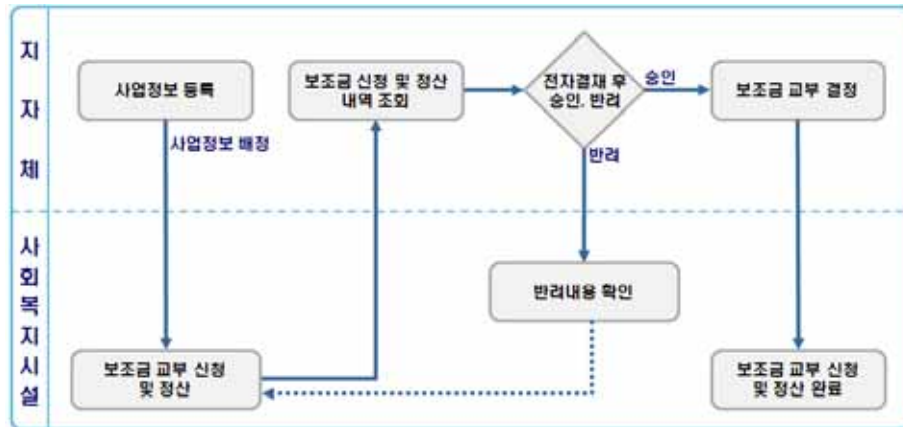 지자체
사업정보 등록
사업정보 배정
보조금 신청 및 정산
내역 조회
전자결재 후
승인, 반려
승인
반려
보조금 교부 결정
사회복지시설
보조금 교부 신청
및 정산
반려내용 확인
보조금 교부 신청
및 정산 완료